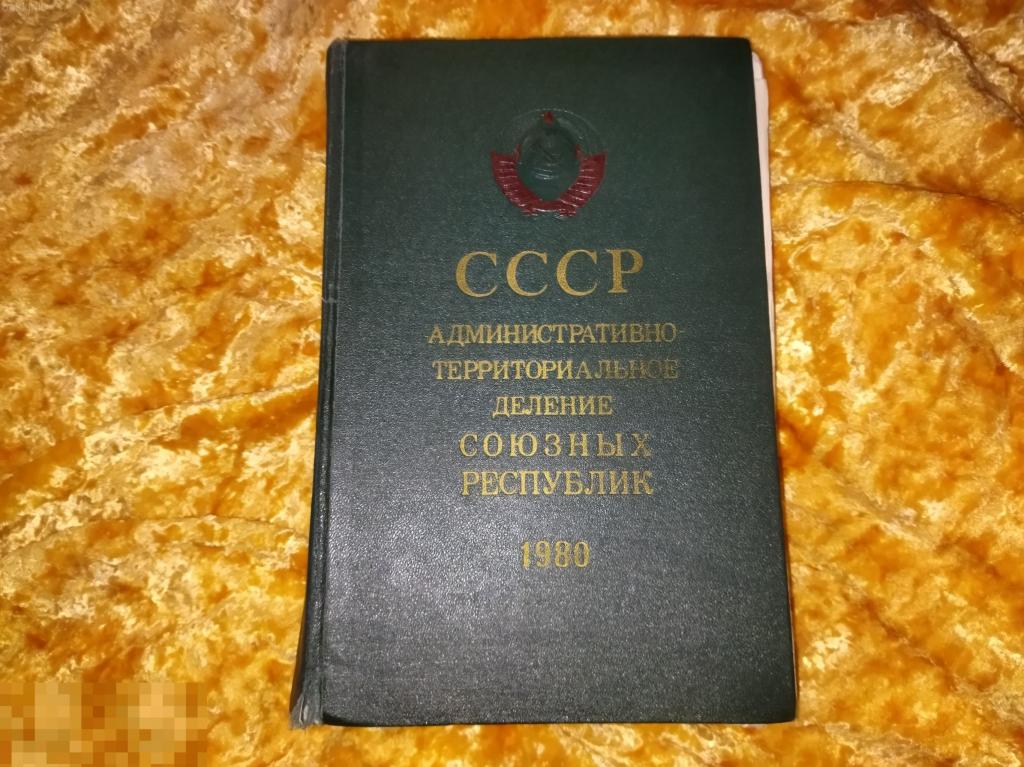 СССР
АДМИНИСТРАТИВНО-
ТЕРРИТОРИАЛЬНОЕ
ДЕЛЕНИЕ
СОЮЗНЫХ
РЕСПУБЛИК
1980